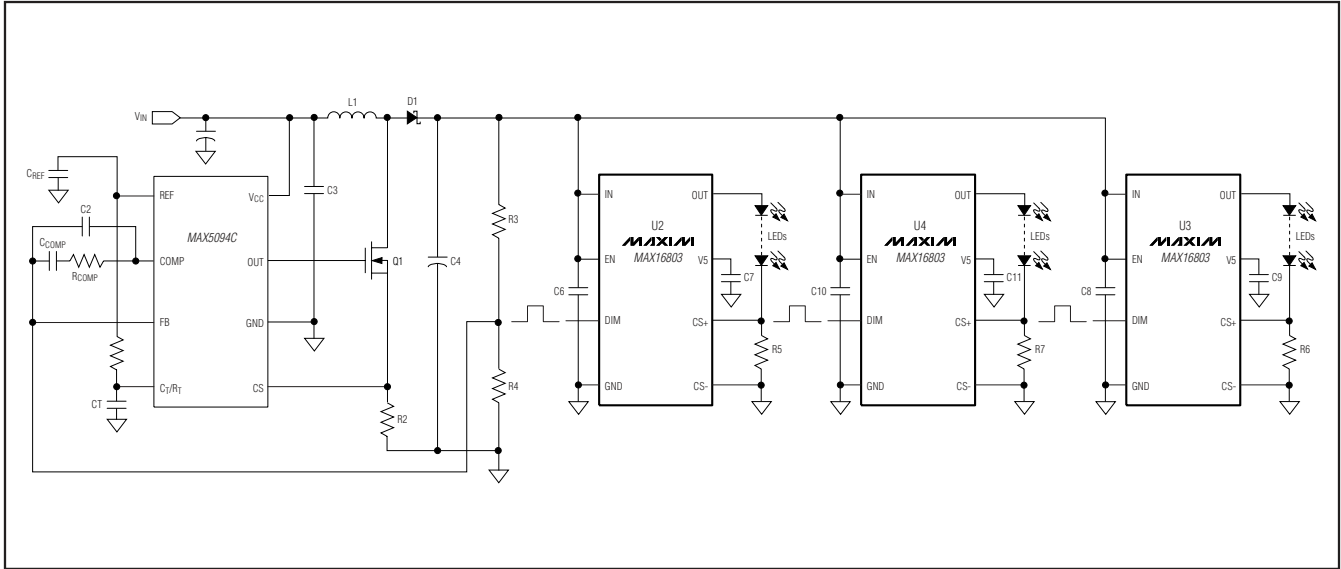 VIN
L1
D1
CREF
C2
CCOMP
RCOMP
REF
COMP
FB
CT/RT
MAX5094C
VCC
OUT
GND
CS
CT
C3
Q1
R2
C4
R3
R4
C6
IN
EN
DIM
GND
U2
MAXIM
MAX16803
OUT
V5
CS+
CS-
LEDs
C7
R5
C10
IN
EN
DIM
GND
U4
MAXIM
MAX16803
OUT
V5
CS+
CS-
LEDs
C11
R7
C8
IN
EN
DIM
GND
U3
MAXIM
MAX16803
OUT
V5
CS+
CS-
LEDs
C9
R6